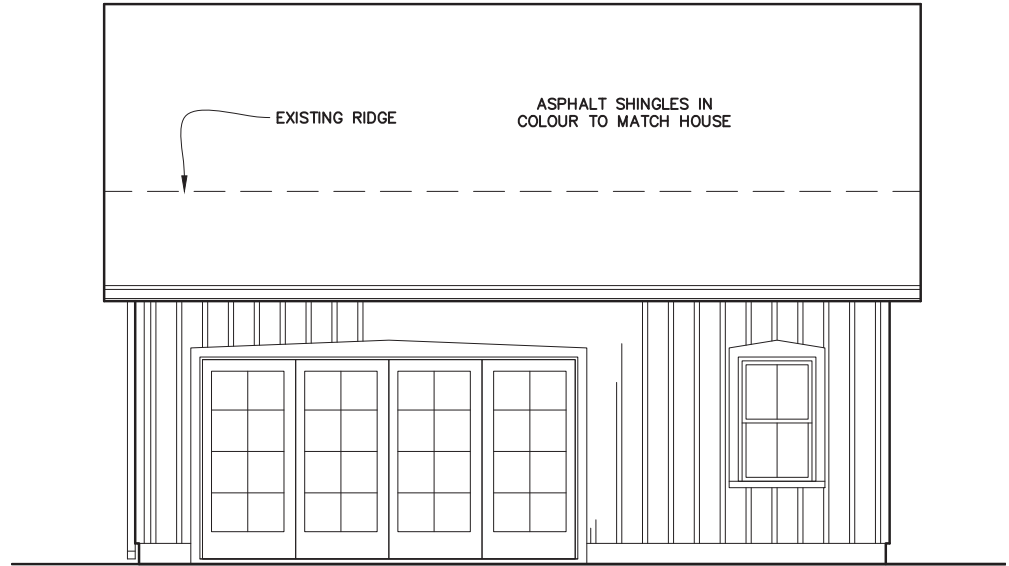 EXISTING RIDGE
ASPHALT SHINGLES IN
COLOUR TO MATCH HOUSE